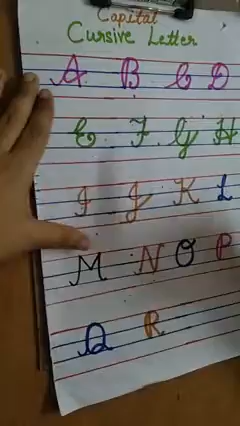 Capital
Cursive Letter
A B C D
E F G H
I J K L
M N O P
Q R